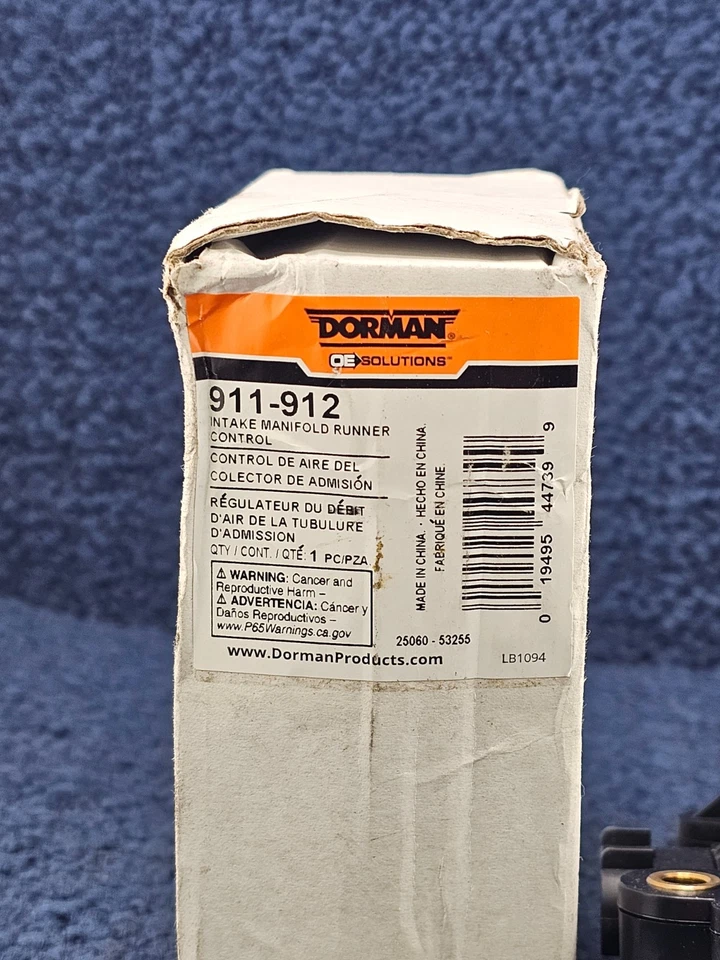 DORMAN®
OE SOLUTIONS™
911-912
INTAKE MANIFOLD RUNNER
CONTROL
CONTROL DE AIRE DEL
COLECTOR DE ADMISIÓN
RÉGULATEUR DU DÉBIT
D'AIR DE LA TUBULURE
D'ADMISSION
QTY / CONT. / QTÉ: 1 PC/PZA
⚠ WARNING: Cancer and
Reproductive Harm –
⚠ ADVERTENCIA: Cáncer y
Daños Reproductivos –
www.P65Warnings.ca.gov
MADE IN CHINA. - HECHO EN CHINA.
FABRIQUÉ EN CHINE.
0 19495 44739 9
25060 - 53255
www.DormanProducts.com
LB1094